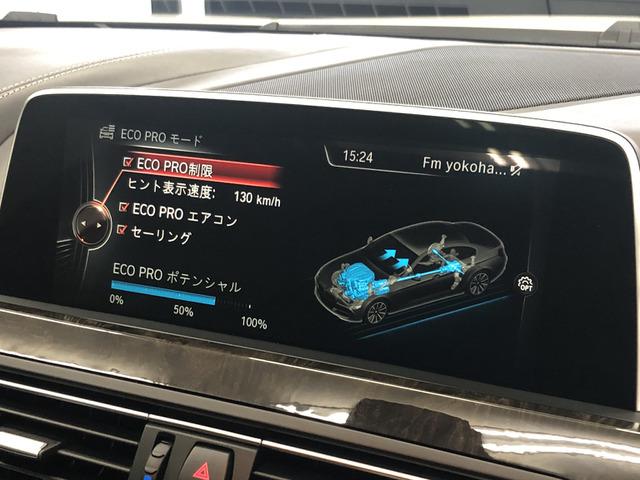 ECO PRO モード
15:24
Fm yokoha...
ECO PRO制限
ヒント表示速度: 130 km/h
ECO PRO エアコン
セーリング
ECO PRO ポテンシャル
0% 50% 100%
OPT